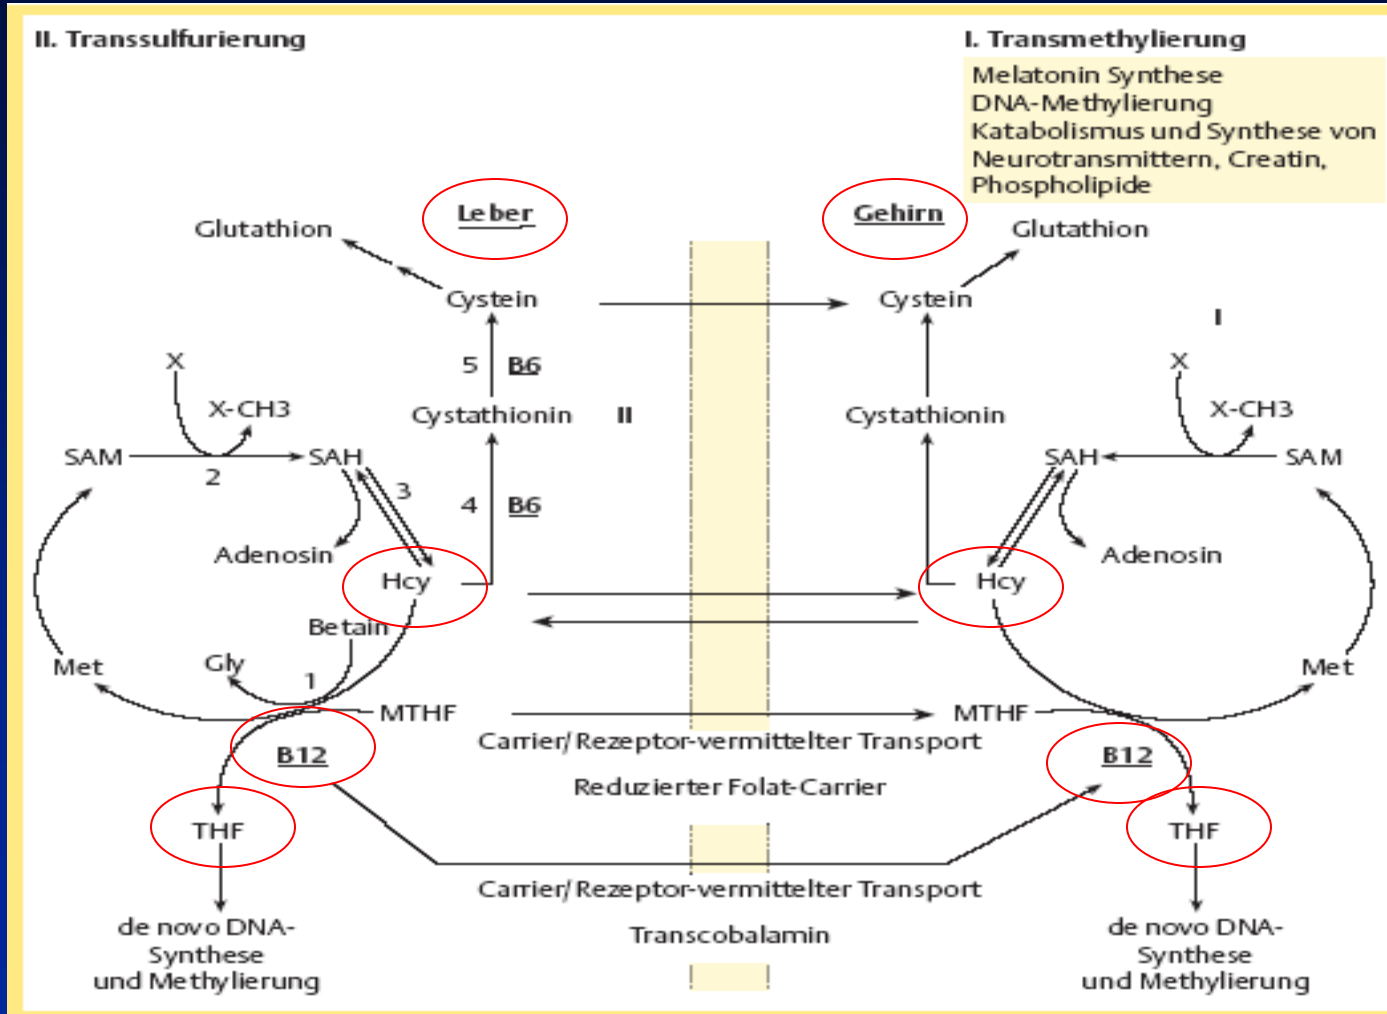 II. Transsulfurierung
I. Transmethylierung
Melatonin Synthese
DNA-Methylierung
Katabolismus und Synthese von
Neurotransmittern, Creatin,
Phospholipide
Leber
Gehirn
Glutathion
Glutathion
Cystein
Cystein
I
X
5 B6
X
X-CH3
Cystathionin II
Cystathionin
X-CH3
SAM
SAH
SAH
SAM
2
3
4 B6
Adenosin
Adenosin
Hcy
Hcy
Betain
Met
Gly
1
Met
MTHF
MTHF
Carrier/Rezeptor-vermittelter Transport
B12
B12
Reduzierter Folat-Carrier
THF
THF
Carrier/Rezeptor-vermittelter Transport
de novo DNA-
Synthese
und Methylierung
Transcobalamin
de novo DNA-
Synthese
und Methylierung